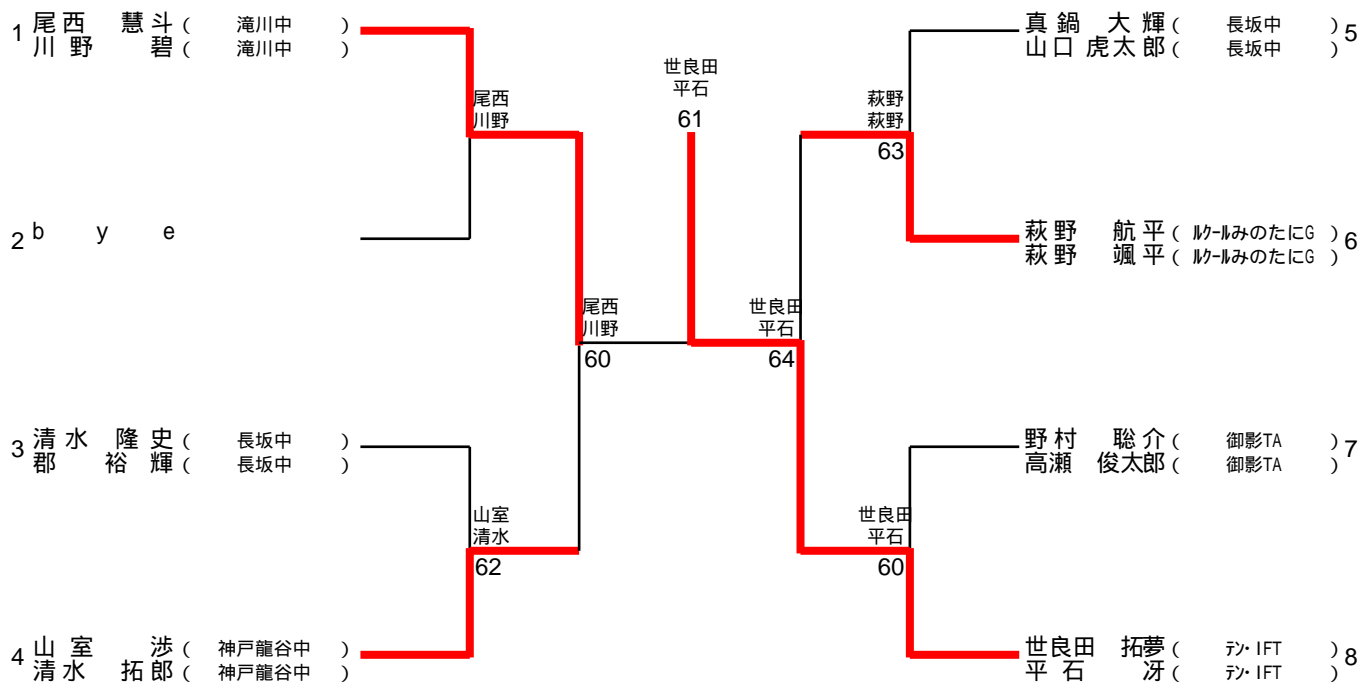 1 尾西 慧斗 ( 滝川中 )
川野 碧 ( 滝川中 )
尾西
川野
2 b y e
尾西
川野
60
3 清水 隆史 ( 長坂中 )
郡 裕輝 ( 長坂中 )
山室
清水
62
4 山室 渉 ( 神戸龍谷中 )
清水 拓郎 ( 神戸龍谷中 )
世良田
平石
61
真鍋 大輝 ( 長坂中 ) 5
山口 虎太郎 ( 長坂中 )
萩野
萩野
63
萩野 航平 ( ﾙｸｰﾙみのたにG ) 6
萩野 颯平 ( ﾙｸｰﾙみのたにG )
世良田
平石
64
野村 聡介 ( 御影TA ) 7
高瀬 俊太郎 ( 御影TA )
世良田
平石
60
世良田 拓夢 ( ﾃﾝ･IFT ) 8
平石 冴 ( ﾃﾝ･IFT )